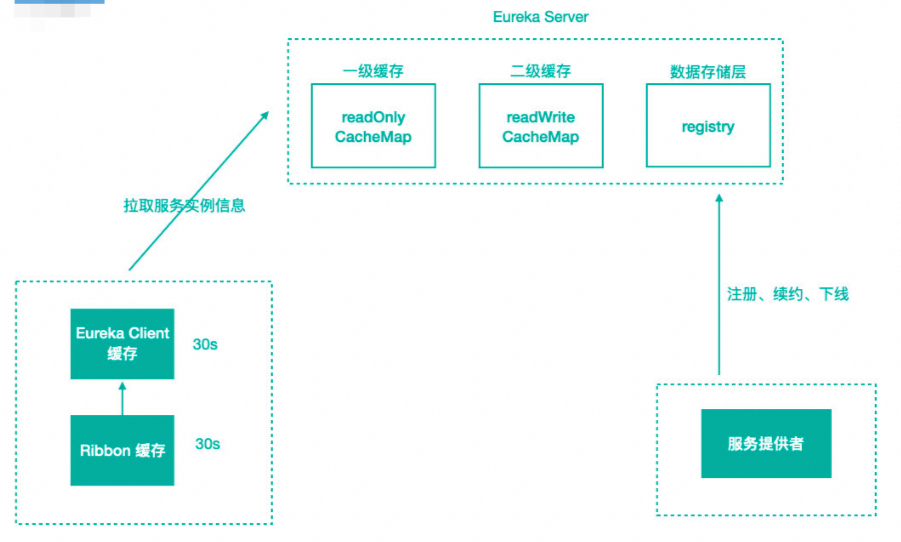 Eureka Server
一级缓存
二级缓存
数据存储层
readOnly
CacheMap
readWrite
CacheMap
registry
拉取服务实例信息
注册、续约、下线
Eureka Client
缓存
30s
Ribbon 缓存
30s
服务提供者